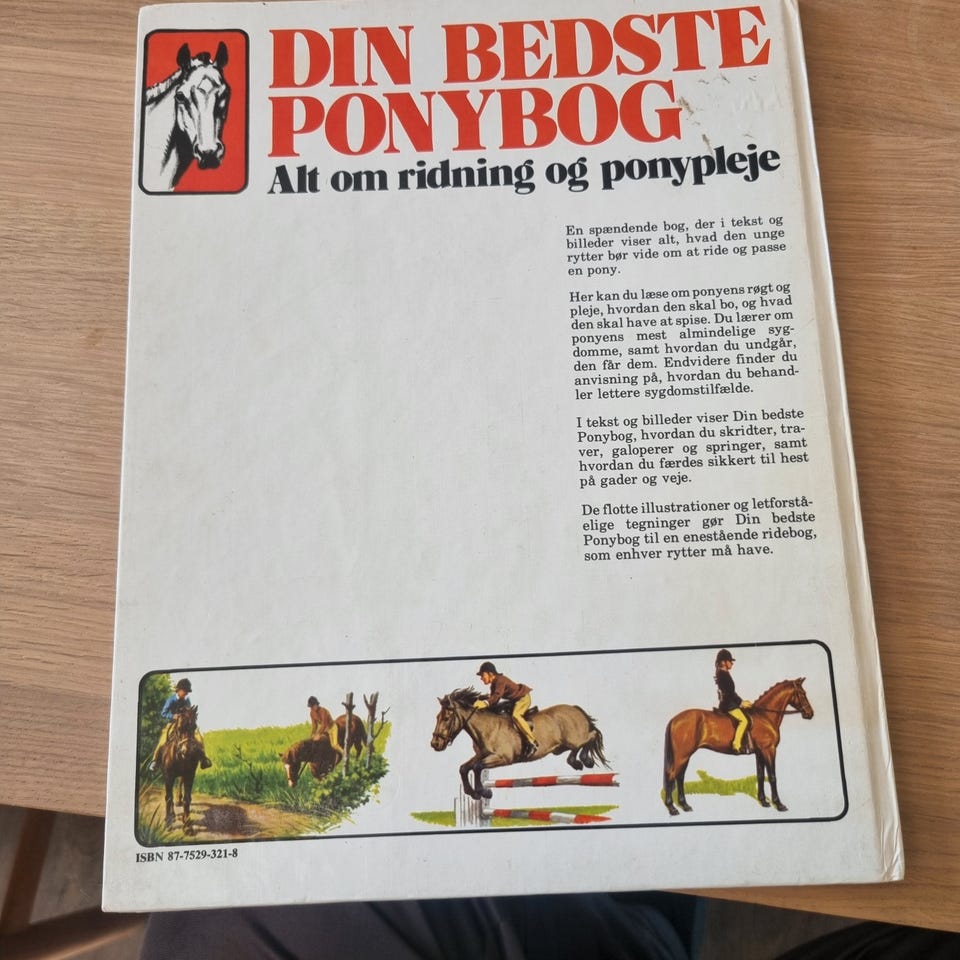 DIN BEDSTE
PONYBOG
Alt om ridning og ponypleje
En spændende bog, der i tekst og
billeder viser alt, hvad den unge
rytter bør vide om at ride og passe
en pony.
Her kan du læse om ponyens røgt og
pleje, hvordan den skal bo, og hvad
den skal have at spise. Du lærer om
ponyens mest almindelige syg-
domme, samt hvordan du undgår,
den får dem. Endvidere finder du
anvisning på, hvordan du behand-
ler lettere sygdomstilfælde.
I tekst og billeder viser Din bedste
Ponybog, hvordan du skridter, tra-
ver, galoperer og springer, samt
hvordan du færdes sikkert til hest
på gader og veje.
De flotte illustrationer og letforstå-
elige tegninger gør Din bedste
Ponybog til en enestående ridebog,
som enhver rytter må have.
ISBN 87-7529-321-8